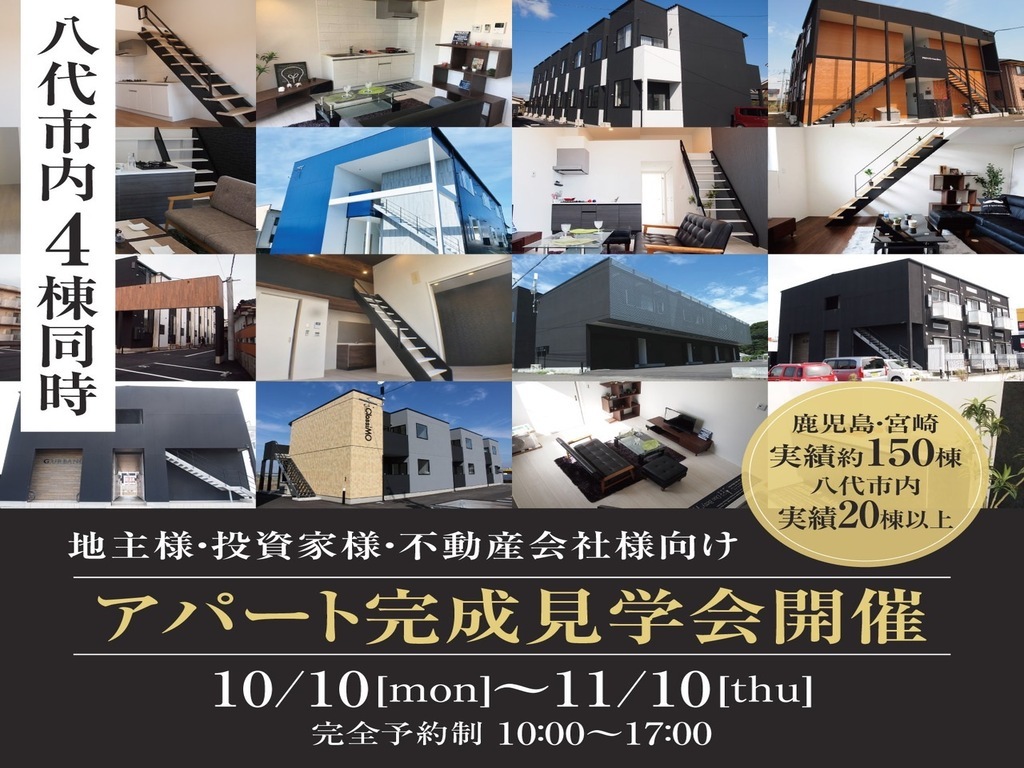 八代市内4棟同時
GRANSMO
URBANO
鹿児島・宮崎
実績約150棟
八代市内
実績20棟以上
地主様・投資家様・不動産会社様向け
アパート完成見学会開催
10/10[mon]～11/10[thu]
完全予約制 10:00～17:00